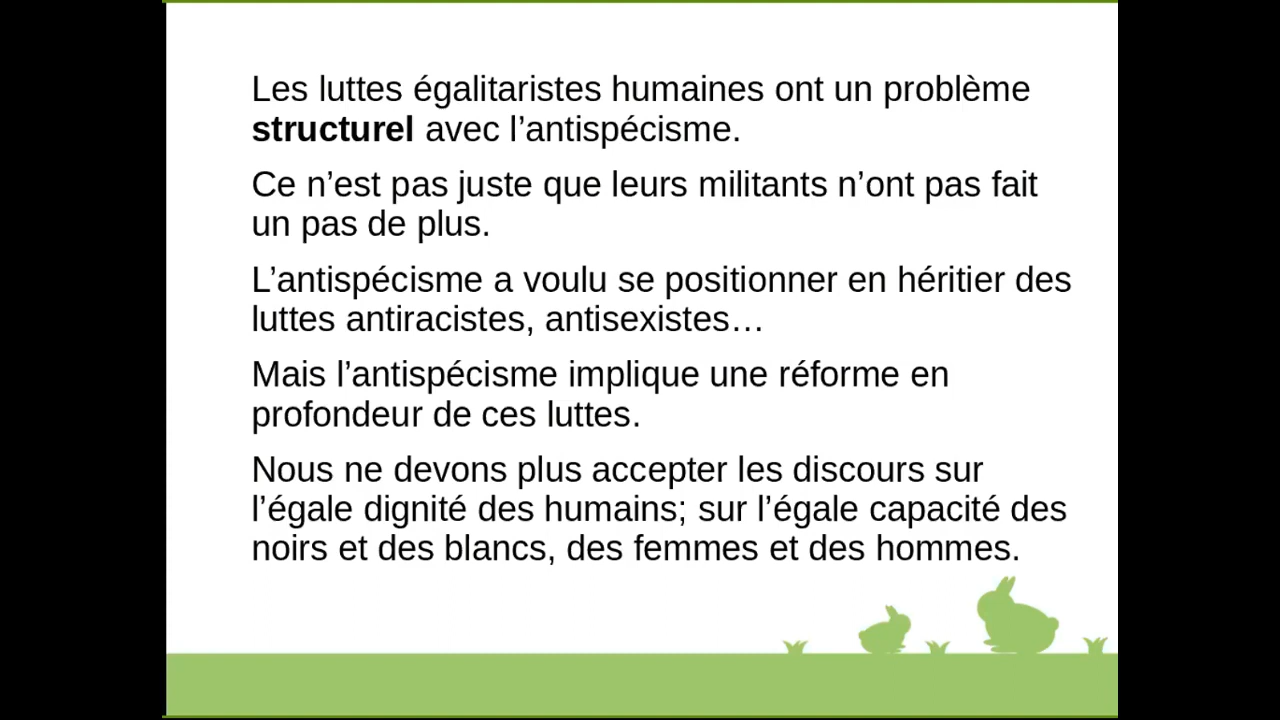 Les luttes égalitaristes humaines ont un problème
structurel avec l’antispécisme.
Ce n’est pas juste que leurs militants n’ont pas fait
un pas de plus.
L’antispécisme a voulu se positionner en héritier des
luttes antiracistes, antisexistes…
Mais l’antispécisme implique une réforme en
profondeur de ces luttes.
Nous ne devons plus accepter les discours sur
l’égale dignité des humains; sur l’égale capacité des
noirs et des blancs, des femmes et des hommes.